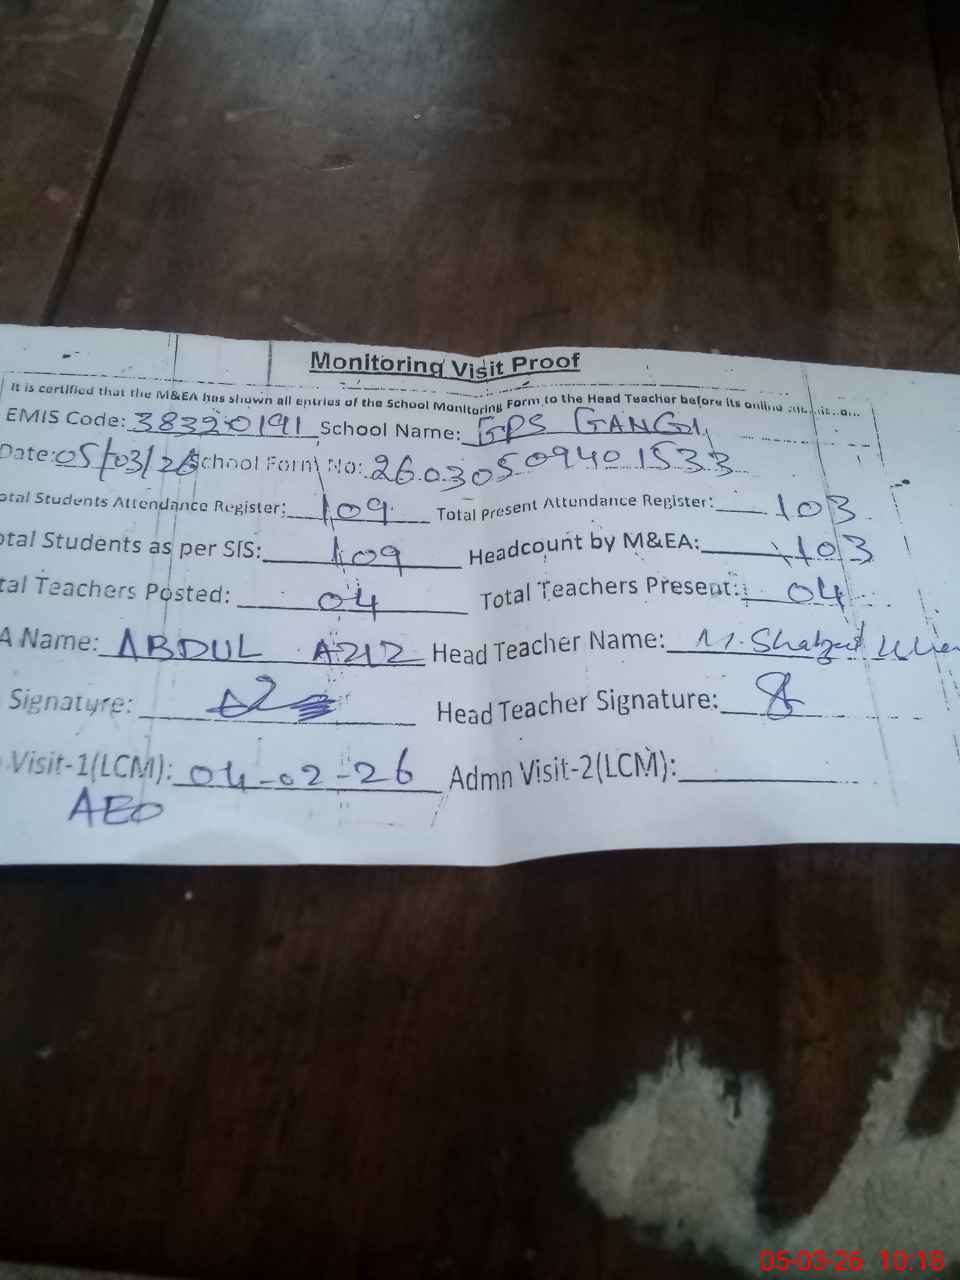 Monitoring Visit Proof
It is certified that the M&EA has shown all entries of the School Monitoring Form to the Head Teacher before its online
EMIS Code: 38320191 School Name: GPS GANGI
Date: 05/03/26 School Form No: 26030509401533
otal Students Attendance Register: 109 Total Present Attendance Register: 103
otal Students as per SIS: 109 Headcount by M&EA: 103
tal Teachers Posted: 04 Total Teachers Present: 04
A Name: ABDUL AZIZ Head Teacher Name: M. Shahzad
Signature: Head Teacher Signature:
Visit-1(LCM): 04-02-26 Admn Visit-2(LCM):
AEO
05-03-26 10:18